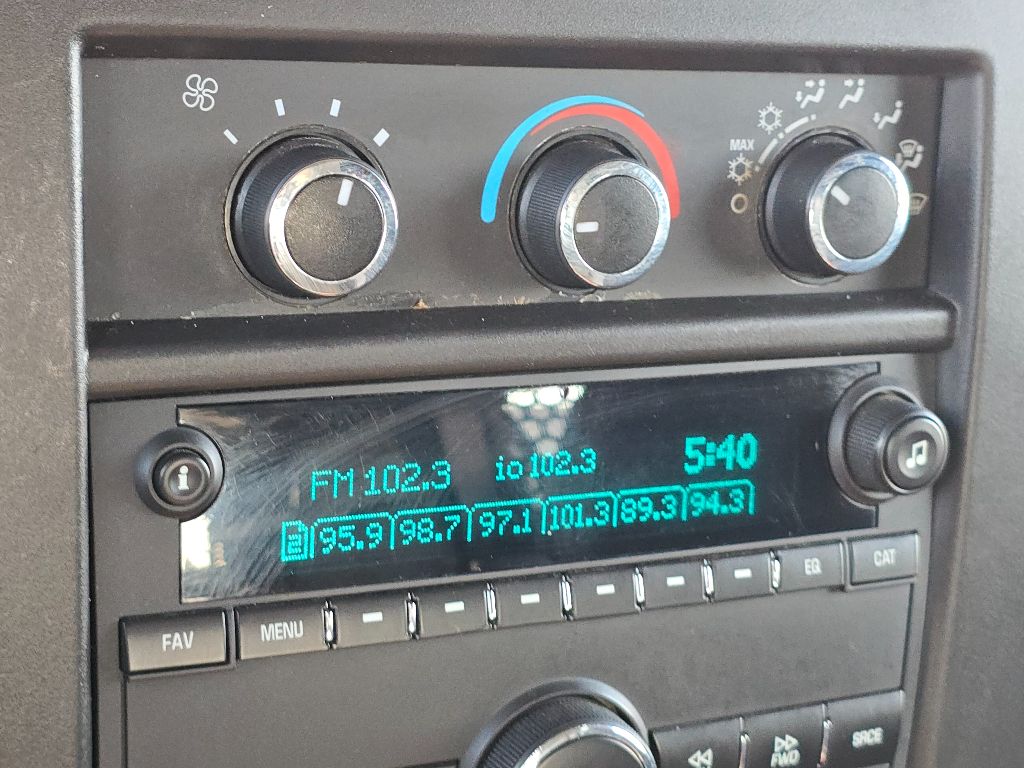 MAX
i
FM 102.3 io 102.3 5:40
2 95.9 98.7 97.1 101.3 89.3 94.3
FAV MENU EQ CAT
FWD SRCE